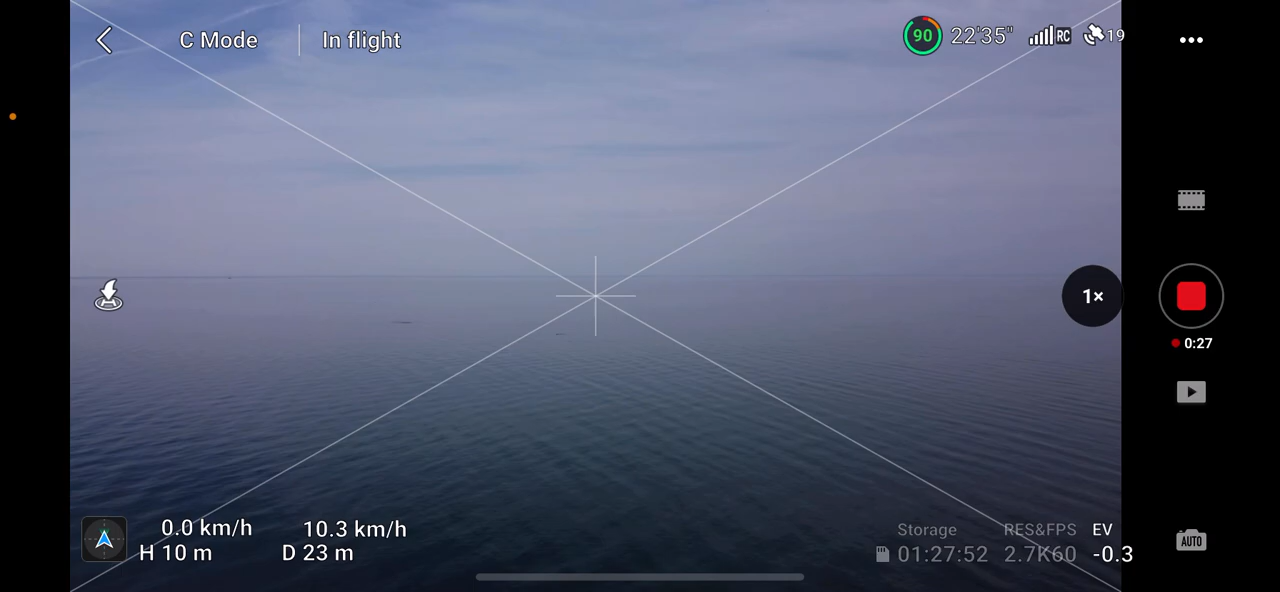 C Mode In flight 90 22'35" RC 19
1×
0:27
0.0 km/h 10.3 km/h
H 10 m D 23 m
Storage RES&FPS EV
01:27:52 2.7K60 -0.3
AUTO